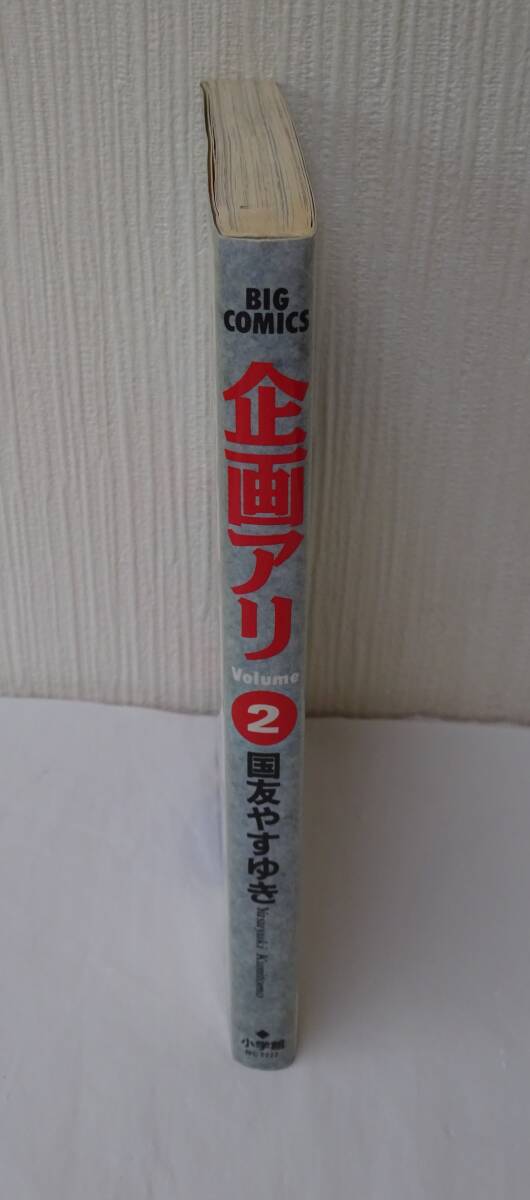 BIG
COMICS
企画アリ
Volume
2
国友やすゆき
Yasuyuki Kunitomo
小学館